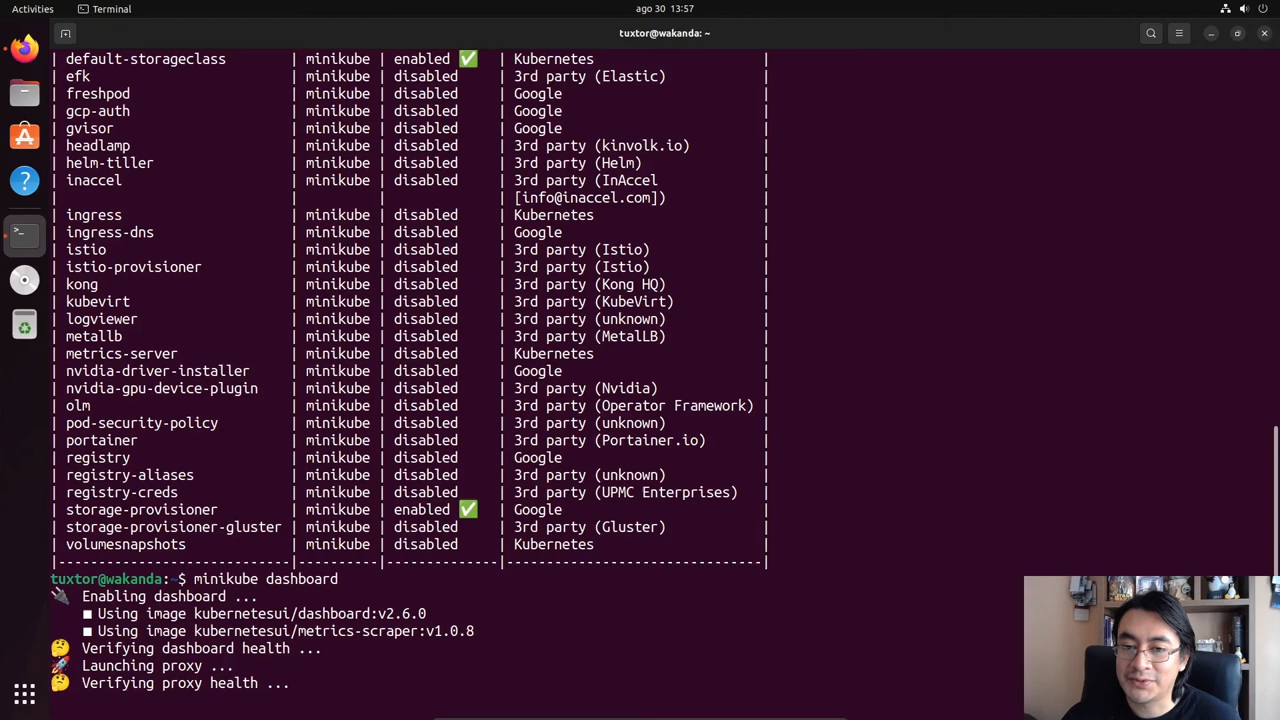 Activities
Terminal
ago 30 13:57
tuxtor@wakanda: ~
| default-storageclass | minikube | enabled ✅ | Kubernetes |
| efk | minikube | disabled | 3rd party (Elastic) |
| freshpod | minikube | disabled | Google |
| gcp-auth | minikube | disabled | Google |
| gvisor | minikube | disabled | Google |
| headlamp | minikube | disabled | 3rd party (kinvolk.io) |
| helm-tiller | minikube | disabled | 3rd party (Helm) |
| inaccel | minikube | disabled | 3rd party (InAccel |
| | | | [info@inaccel.com]) |
| ingress | minikube | disabled | Kubernetes |
| ingress-dns | minikube | disabled | Google |
| istio | minikube | disabled | 3rd party (Istio) |
| istio-provisioner | minikube | disabled | 3rd party (Istio) |
| kong | minikube | disabled | 3rd party (Kong HQ) |
| kubevirt | minikube | disabled | 3rd party (KubeVirt) |
| logviewer | minikube | disabled | 3rd party (unknown) |
| metallb | minikube | disabled | 3rd party (MetalLB) |
| metrics-server | minikube | disabled | Kubernetes |
| nvidia-driver-installer | minikube | disabled | Google |
| nvidia-gpu-device-plugin | minikube | disabled | 3rd party (Nvidia) |
| olm | minikube | disabled | 3rd party (Operator Framework) |
| pod-security-policy | minikube | disabled | 3rd party (unknown) |
| portainer | minikube | disabled | 3rd party (Portainer.io) |
| registry | minikube | disabled | Google |
| registry-aliases | minikube | disabled | 3rd party (unknown) |
| registry-creds | minikube | disabled | 3rd party (UPMC Enterprises) |
| storage-provisioner | minikube | enabled ✅ | Google |
| storage-provisioner-gluster | minikube | disabled | 3rd party (Gluster) |
| volumesnapshots | minikube | disabled | Kubernetes |
|-----------------------------|----------|--------------|--------------------------------|
tuxtor@wakanda:~$ minikube dashboard
🔌 Enabling dashboard ...
■ Using image kubernetesui/dashboard:v2.6.0
■ Using image kubernetesui/metrics-scraper:v1.0.8
🤔 Verifying dashboard health ...
🚀 Launching proxy ...
🤔 Verifying proxy health ...